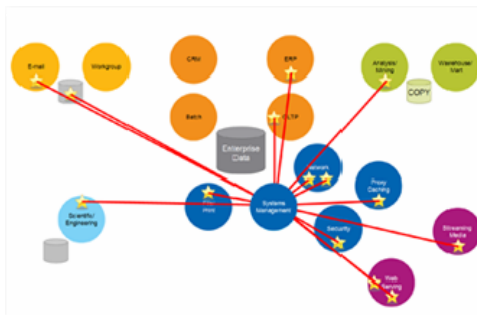 E-mail
Workgroup
CRM
ERP
Analysis/
Mining
Warehouse/
Mart
COPY
Batch
OLTP
Enterprise
Data
Network
Proxy
Caching
Scientific/
Engineering
Print
Systems
Management
Security
Streaming
Media
Web
Serving